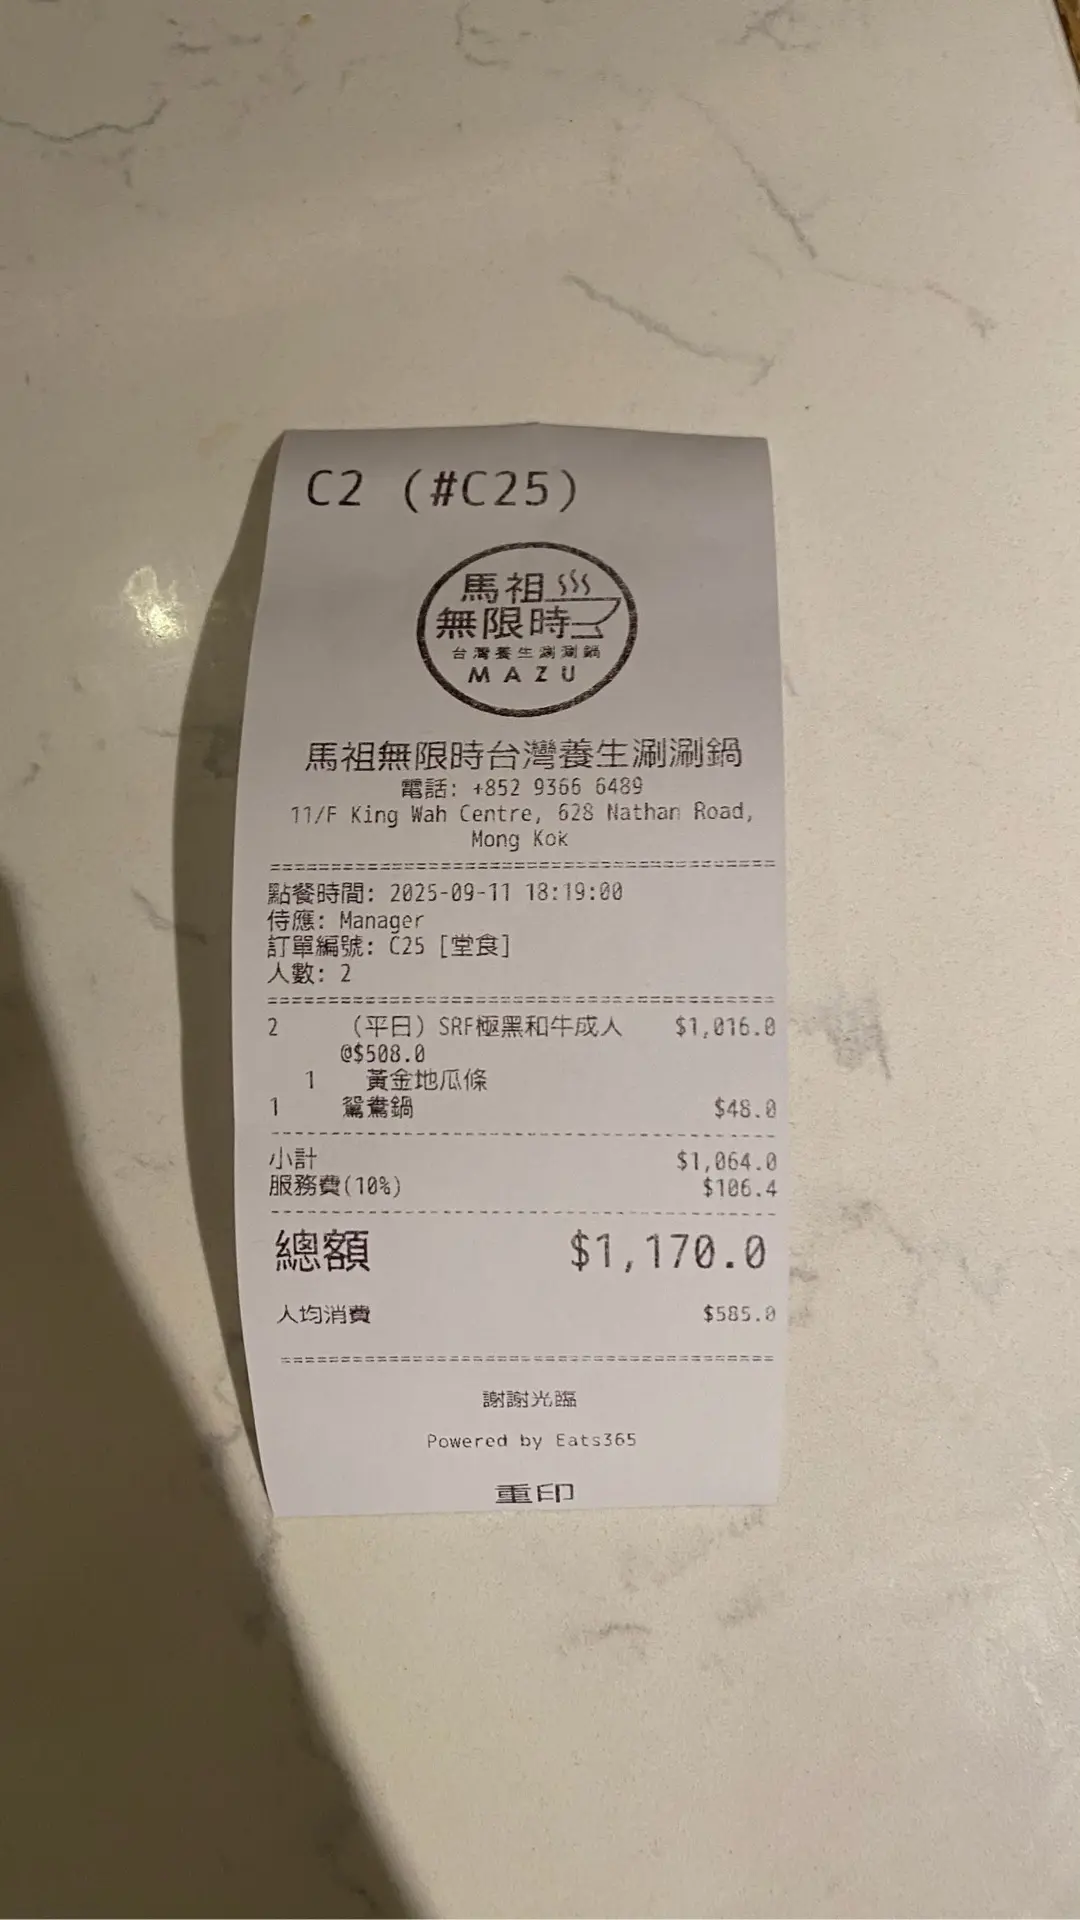 C2 (#C25)
馬祖
無限時
台灣養生涮涮鍋
MAZU
馬祖無限時台灣養生涮涮鍋
電話: +852 9366 6489
11/F King Wah Centre, 628 Nathan Road,
Mong Kok
點餐時間: 2025-09-11 18:19:00
侍應: Manager
訂單編號: C25 [堂食]
人數: 2
2 (平日) SRF極黑和牛成人 $1,016.0
@$508.0
1 黃金地瓜條
1 鴛鴦鍋 $48.0
小計 $1,064.0
服務費(10%) $106.4
總額 $1,170.0
人均消費 $585.0
謝謝光臨
Powered by Eats365
重印